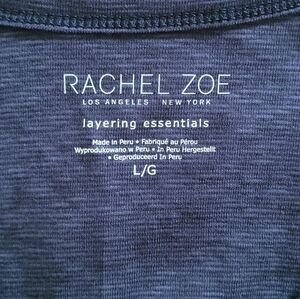 RACHEL ZOE
LOS ANGELES NEW YORK
layering essentials
Made in Peru • Fabriqué au Pérou
Wyprodukowano w Peru • In Peru Hergestellt
• Geproduceerd In Peru
L/G